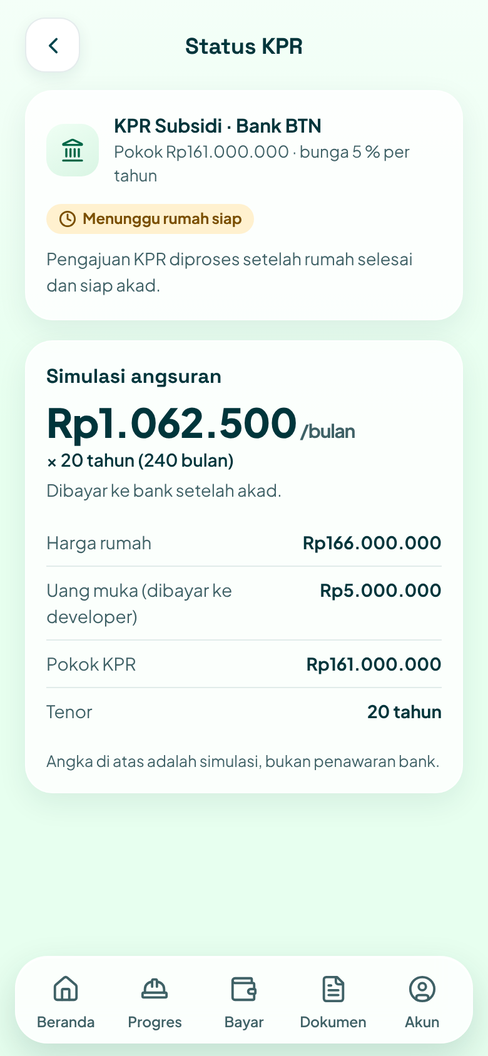 Status KPR
KPR Subsidi · Bank BTN
Pokok Rp161.000.000 · bunga 5 % per
tahun
Menunggu rumah siap
Pengajuan KPR diproses setelah rumah selesai
dan siap akad.
Simulasi angsuran
Rp1.062.500 /bulan
× 20 tahun (240 bulan)
Dibayar ke bank setelah akad.
Harga rumah Rp166.000.000
Uang muka (dibayar ke Rp5.000.000
developer)
Pokok KPR Rp161.000.000
Tenor 20 tahun
Angka di atas adalah simulasi, bukan penawaran bank.
Beranda Progres Bayar Dokumen Akun